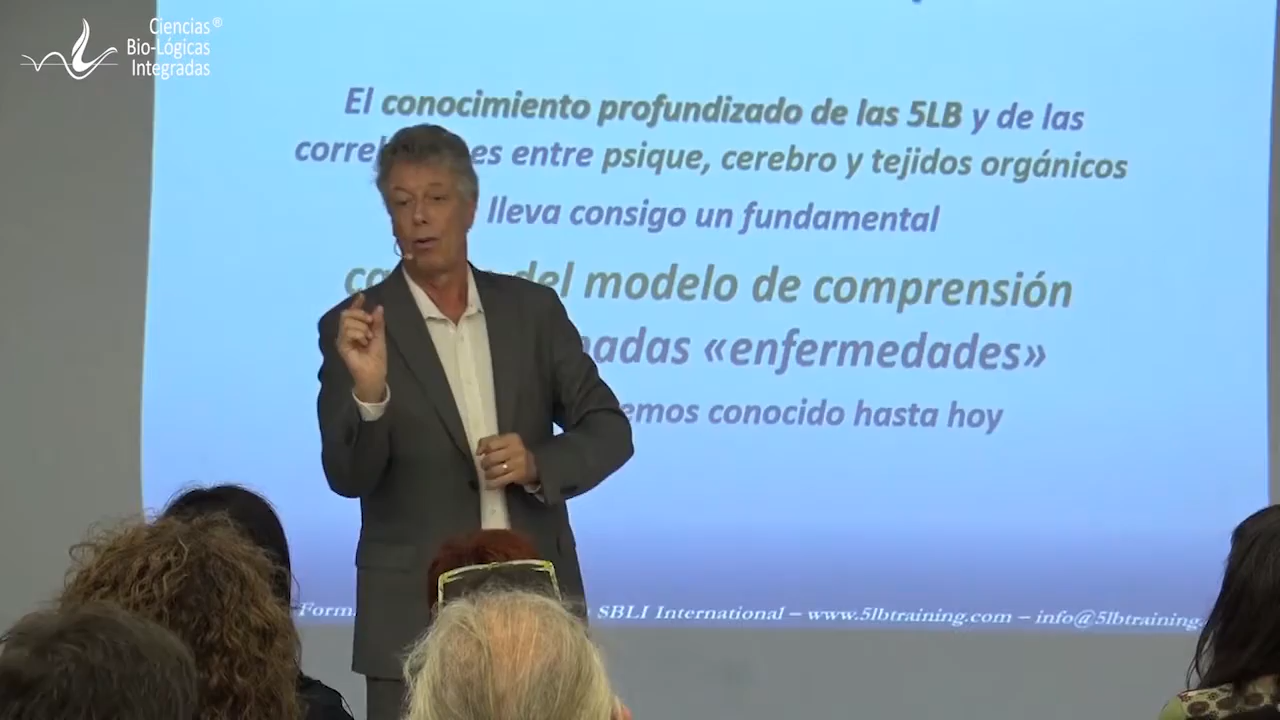 Ciencias®
Bio-Lógicas
Integradas
El conocimiento profundizado de las 5LB y de las
entre psique, cerebro y tejidos orgánicos
lleva consigo un fundamental
del modelo de comprensión
«enfermedades»
conocido hasta hoy
SBLI International – www.5lbtraining.com – info@5lbtraining.